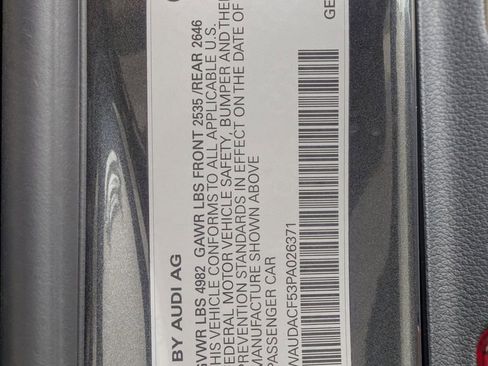 BY AUDI AG
GVWR LBS 4982 GAWR LBS FRONT 2535 /REAR 2646
THIS VEHICLE CONFORMS TO ALL APPLICABLE U.S.
FEDERAL MOTOR VEHICLE SAFETY, BUMPER AND THEFT
PREVENTION STANDARDS IN EFFECT ON THE DATE OF
MANUFACTURE SHOWN ABOVE
PASSENGER CAR
WAUDACF53PA026371
GE